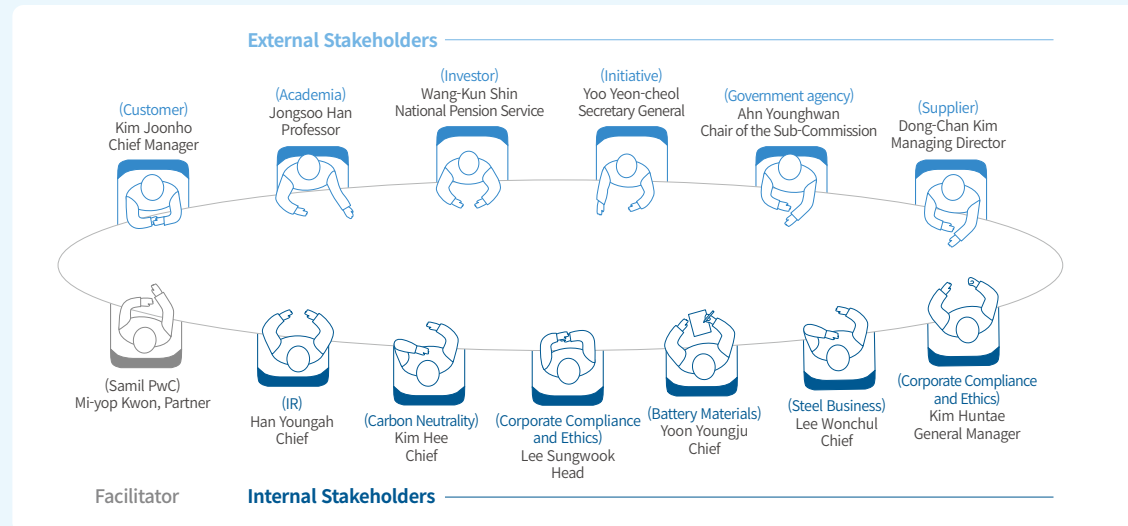 External Stakeholders
(Customer)
Kim Joonho
Chief Manager
(Academia)
Jongsoo Han
Professor
(Investor)
Wang-Kun Shin
National Pension Service
(Initiative)
Yoo Yeon-cheol
Secretary General
(Government agency)
Ahn Younghwan
Chair of the Sub-Commission
(Supplier)
Dong-Chan Kim
Managing Director
(Samil PwC)
Mi-yop Kwon, Partner
(IR)
Han Youngah
Chief
(Carbon Neutrality)
Kim Hee
Chief
(Corporate Compliance
and Ethics)
Lee Sungwook
Head
(Battery Materials)
Yoon Youngju
Chief
(Steel Business)
Lee Wonchul
Chief
(Corporate Compliance
and Ethics)
Kim Huntae
General Manager
Facilitator
Internal Stakeholders